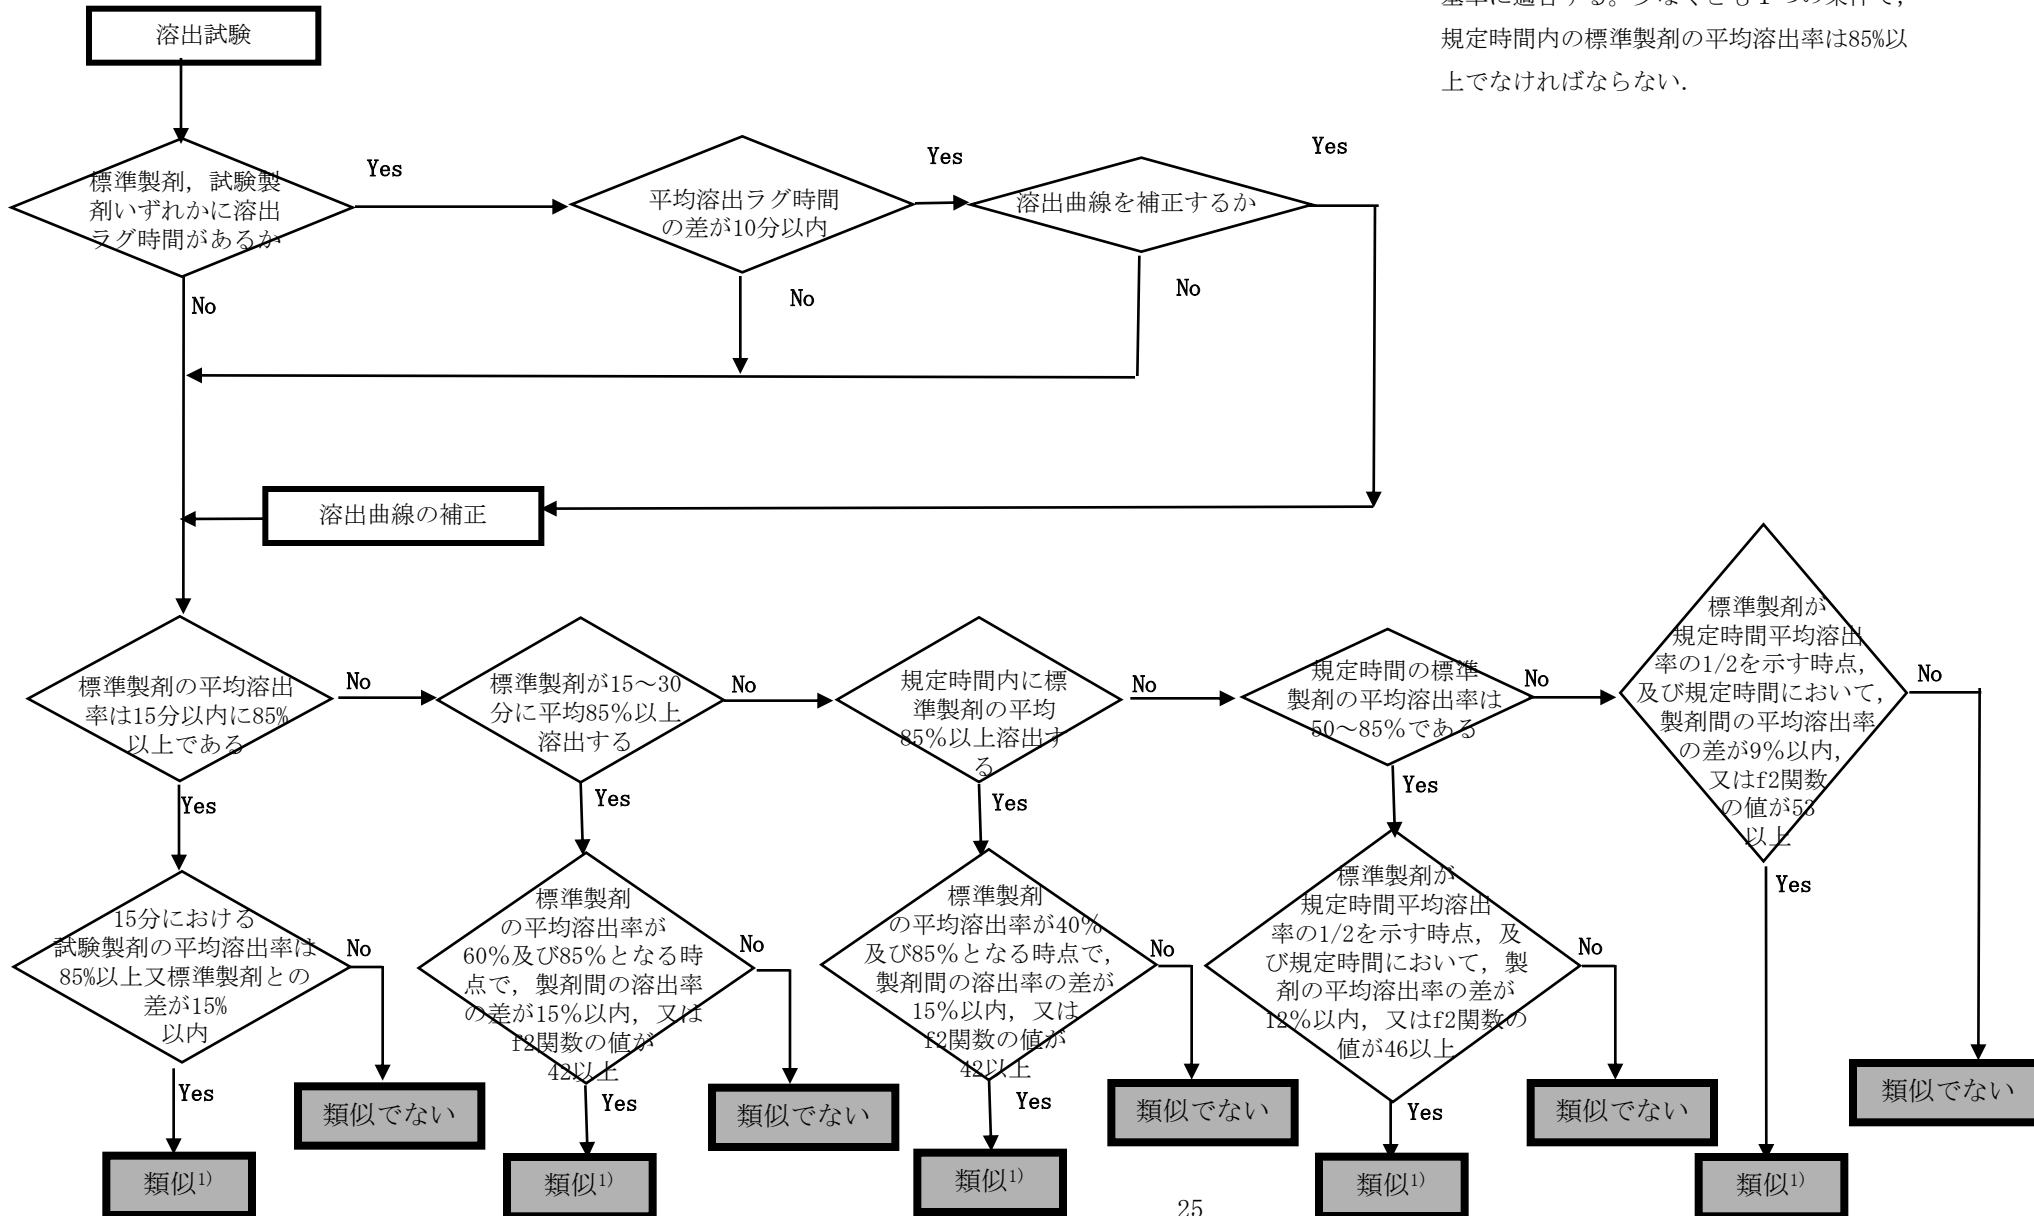 基準に適合する。少なくとも1つの条件で,
規定時間内の標準製剤の平均溶出率は85%以
上でなければならない.
溶出試験
標準製剤, 試験製
剤いずれかに溶出
ラグ時間があるか
Yes
No
平均溶出ラグ時間
の差が10分以内
Yes
No
溶出曲線を補正するか
Yes
No
溶出曲線の補正
標準製剤の平均溶出
率は15分以内に85%
以上である
No
Yes
標準製剤が15～30
分に平均85%以上
溶出する
No
Yes
規定時間内に標
準製剤の平均
85%以上溶出す
る
No
Yes
規定時間の標準
製剤の平均溶出率は
50～85%である
No
Yes
標準製剤が
規定時間平均溶出
率の1/2を示す時点,
及び規定時間において,
製剤間の平均溶出率
の差が9%以内,
又はf2関数
の値が53
以上
No
Yes
15分における
試験製剤の平均溶出率は
85%以上又標準製剤との
差が15%
以内
No
Yes
標準製剤
の平均溶出率が
60%及び85%となる時
点で, 製剤間の溶出率
の差が15%以内, 又は
f2関数の値が
42以上
No
Yes
標準製剤
の平均溶出率が40%
及び85%となる時点で,
製剤間の溶出率の差が
15%以内, 又は
f2関数の値が
42以上
No
Yes
標準製剤が
規定時間平均溶出
率の1/2を示す時点, 及
び規定時間において, 製
剤の平均溶出率の差が
12%以内, 又はf2関数の
値が46以上
No
Yes
類似でない
類似でない
類似でない
類似でない
類似でない
類似1)
類似1)
類似1)
類似1)
類似1)
25